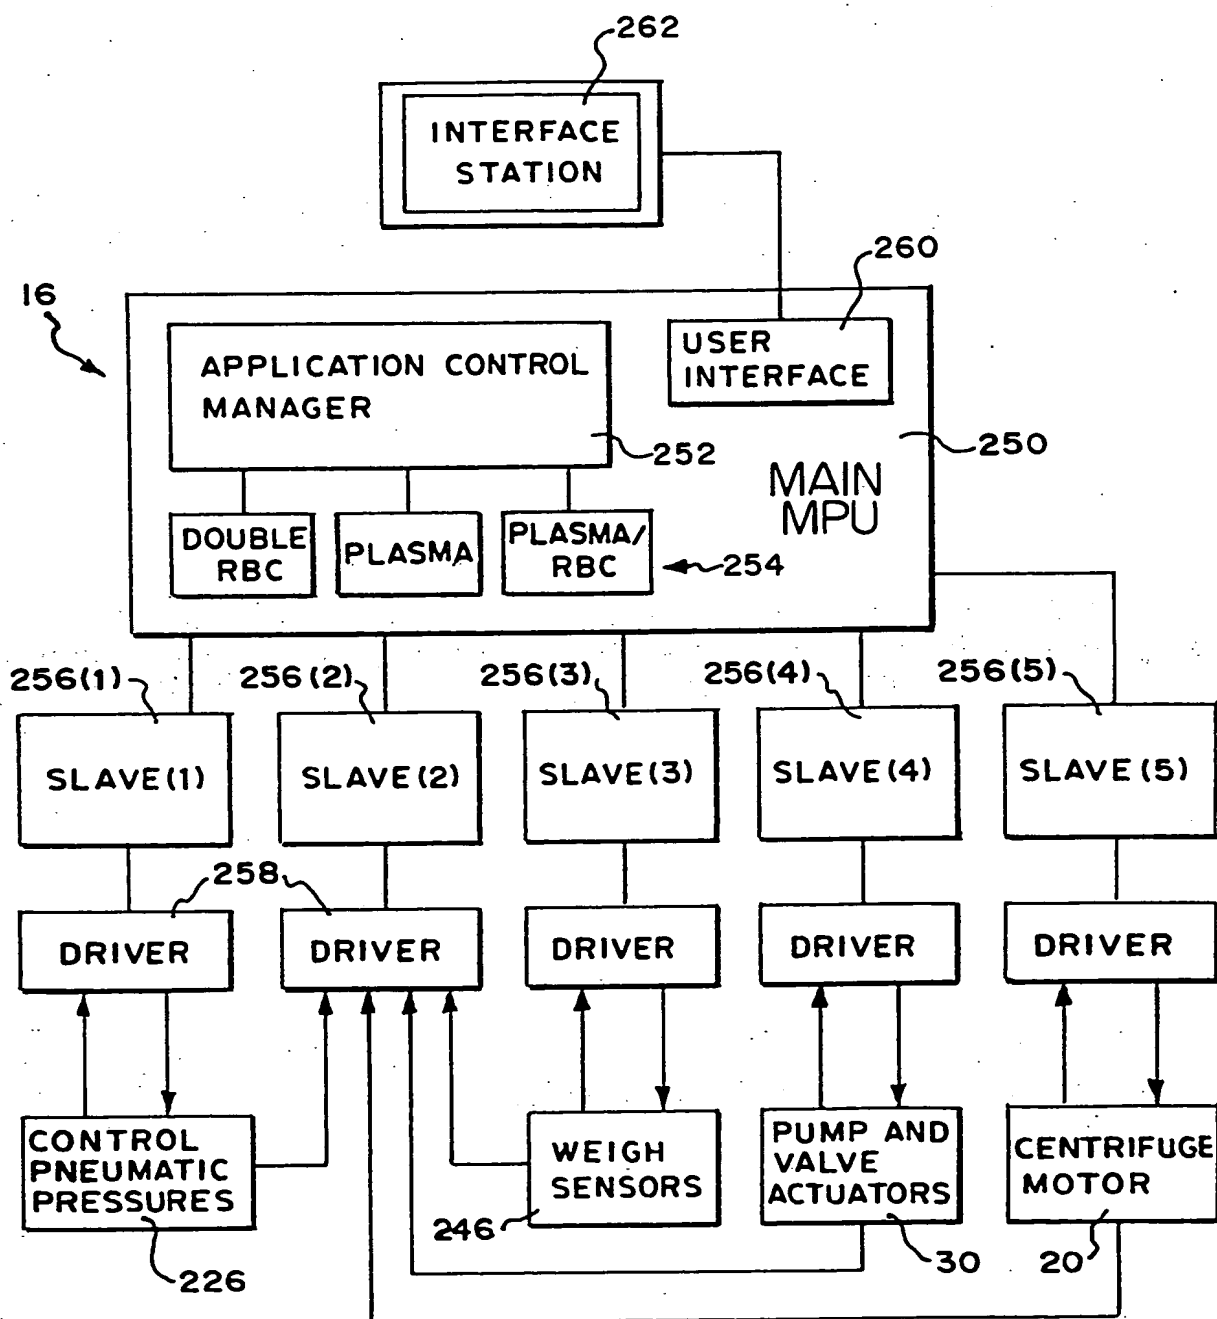 262
INTERFACE
STATION
260
16
APPLICATION CONTROL
MANAGER
USER
INTERFACE
252
250
MAIN
MPU
DOUBLE
RBC
PLASMA
PLASMA/
RBC
254
256(1)
256(2)
256(3)
256(4)
256(5)
SLAVE(1)
SLAVE(2)
SLAVE(3)
SLAVE(4)
SLAVE(5)
258
DRIVER
DRIVER
DRIVER
DRIVER
DRIVER
CONTROL
PNEUMATIC
PRESSURES
WEIGH
SENSORS
PUMP AND
VALVE
ACTUATORS
CENTRIFUGE
MOTOR
226
246
30
20